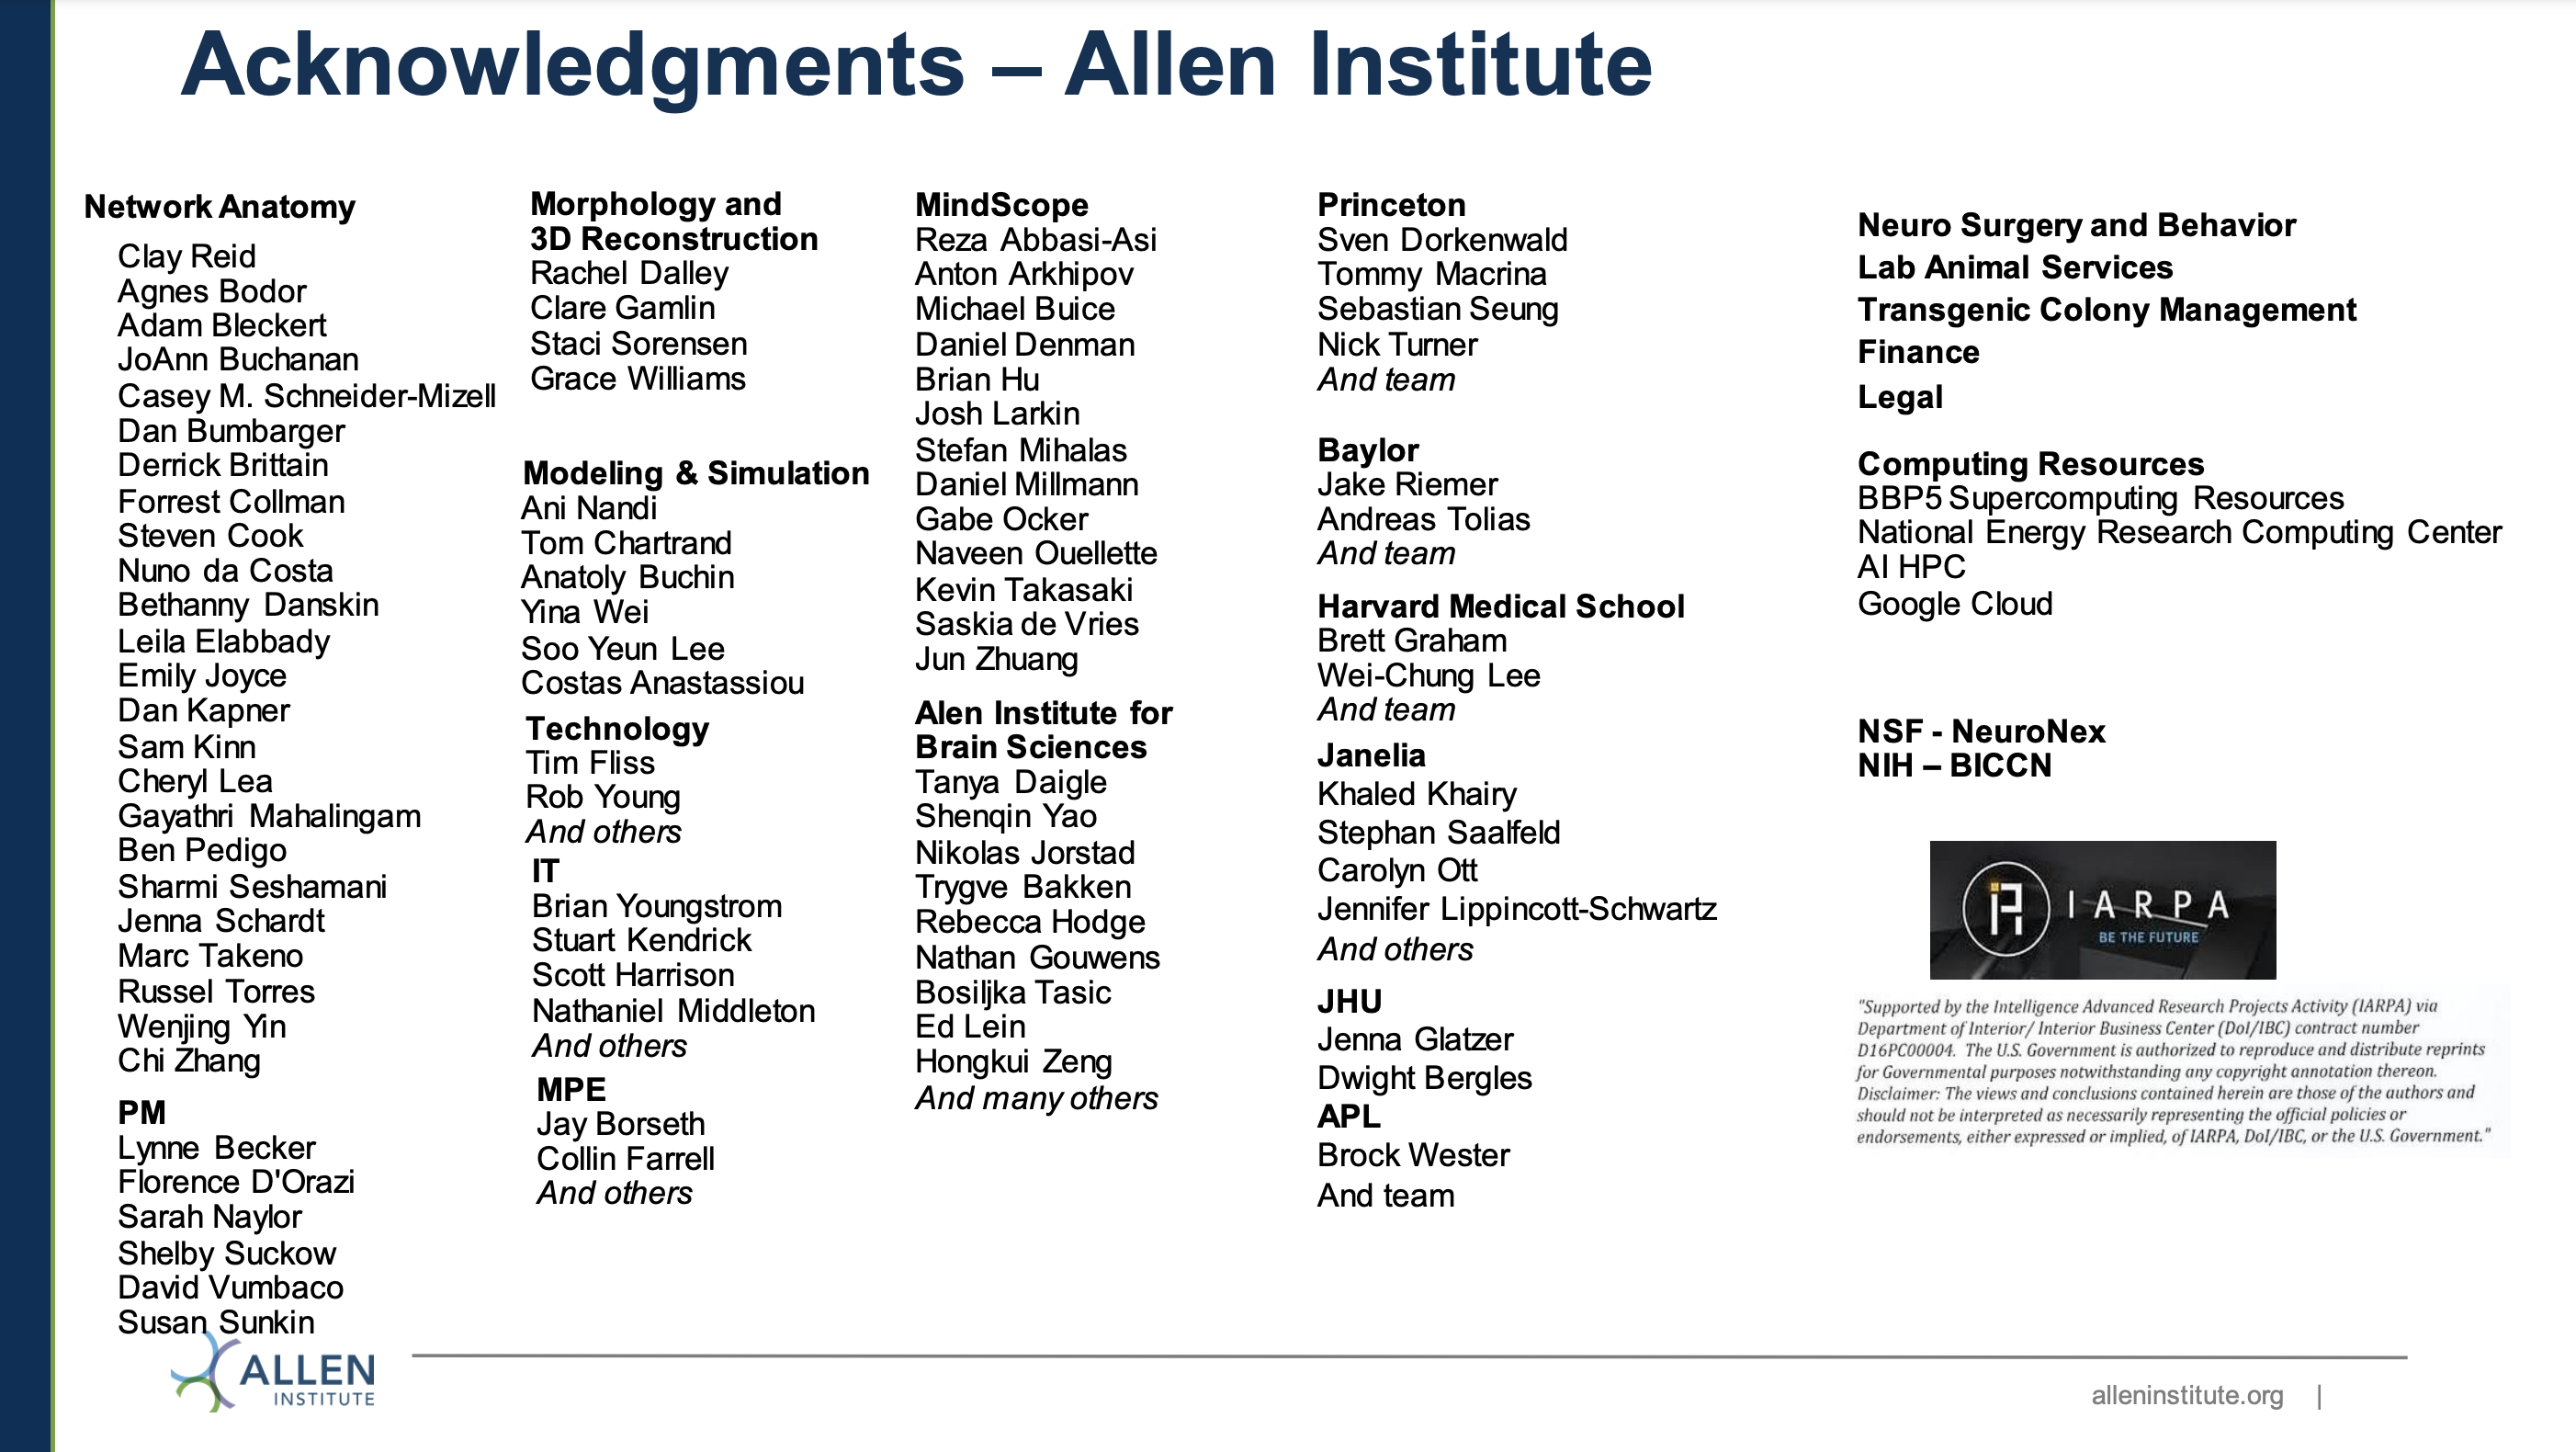 Acknowledgments – Allen Institute
Network Anatomy
Clay Reid
Agnes Bodor
Adam Bleckert
JoAnn Buchanan
Casey M. Schneider-Mizell
Dan Bumbarger
Derrick Brittain
Forrest Collman
Steven Cook
Nuno da Costa
Bethanny Danskin
Leila Elabbady
Emily Joyce
Dan Kapner
Sam Kinn
Cheryl Lea
Gayathri Mahalingam
Ben Pedigo
Sharmi Seshamani
Jenna Schardt
Marc Takeno
Russel Torres
Wenjing Yin
Chi Zhang
PM
Lynne Becker
Florence D'Orazi
Sarah Naylor
Shelby Suckow
David Vumbaco
Susan Sunkin
Morphology and
3D Reconstruction
Rachel Dalley
Clare Gamlin
Staci Sorensen
Grace Williams
Modeling & Simulation
Ani Nandi
Tom Chartrand
Anatoly Buchin
Yina Wei
Soo Yeun Lee
Costas Anastassiou
Technology
Tim Fliss
Rob Young
And others
IT
Brian Youngstrom
Stuart Kendrick
Scott Harrison
Nathaniel Middleton
And others
MPE
Jay Borseth
Collin Farrell
And others
MindScope
Reza Abbasi-Asi
Anton Arkhipov
Michael Buice
Daniel Denman
Brian Hu
Josh Larkin
Stefan Mihalas
Daniel Millmann
Gabe Ocker
Naveen Ouellette
Kevin Takasaki
Saskia de Vries
Jun Zhuang
Alen Institute for
Brain Sciences
Tanya Daigle
Shenqin Yao
Nikolas Jorstad
Trygve Bakken
Rebecca Hodge
Nathan Gouwens
Bosiljka Tasic
Ed Lein
Hongkui Zeng
And many others
Princeton
Sven Dorkenwald
Tommy Macrina
Sebastian Seung
Nick Turner
And team
Baylor
Jake Riemer
Andreas Tolias
And team
Harvard Medical School
Brett Graham
Wei-Chung Lee
And team
Janelia
Khaled Khairy
Stephan Saalfeld
Carolyn Ott
Jennifer Lippincott-Schwartz
And others
JHU
Jenna Glatzer
Dwight Bergles
APL
Brock Wester
And team
Neuro Surgery and Behavior
Lab Animal Services
Transgenic Colony Management
Finance
Legal
Computing Resources
BBP5 Supercomputing Resources
National Energy Research Computing Center
AI HPC
Google Cloud
NSF - NeuroNex
NIH – BICCN
IARPA
BE THE FUTURE
"Supported by the Intelligence Advanced Research Projects Activity (IARPA) via
Department of Interior/ Interior Business Center (DoI/IBC) contract number
D16PC00004. The U.S. Government is authorized to reproduce and distribute reprints
for Governmental purposes notwithstanding any copyright annotation thereon.
Disclaimer: The views and conclusions contained herein are those of the authors and
should not be interpreted as necessarily representing the official policies or
endorsements, either expressed or implied, of IARPA, DoI/IBC, or the U.S. Government."
ALLEN
INSTITUTE
alleninstitute.org |